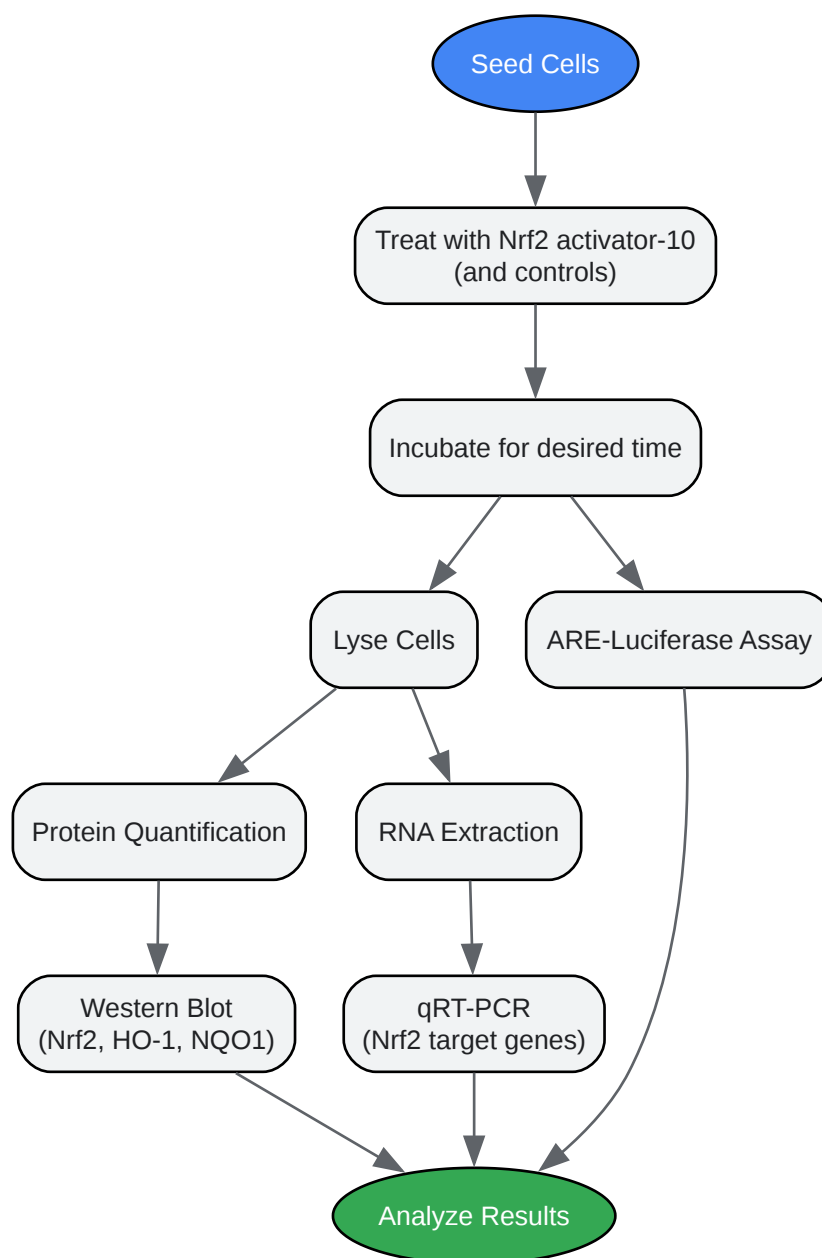 Seed Cells
Treat with Nrf2 activator-10
(and controls)
Incubate for desired time
Lyse Cells
ARE-Luciferase Assay
Protein Quantification
RNA Extraction
Western Blot
(Nrf2, HO-1, NQO1)
qRT-PCR
(Nrf2 target genes)
Analyze Results